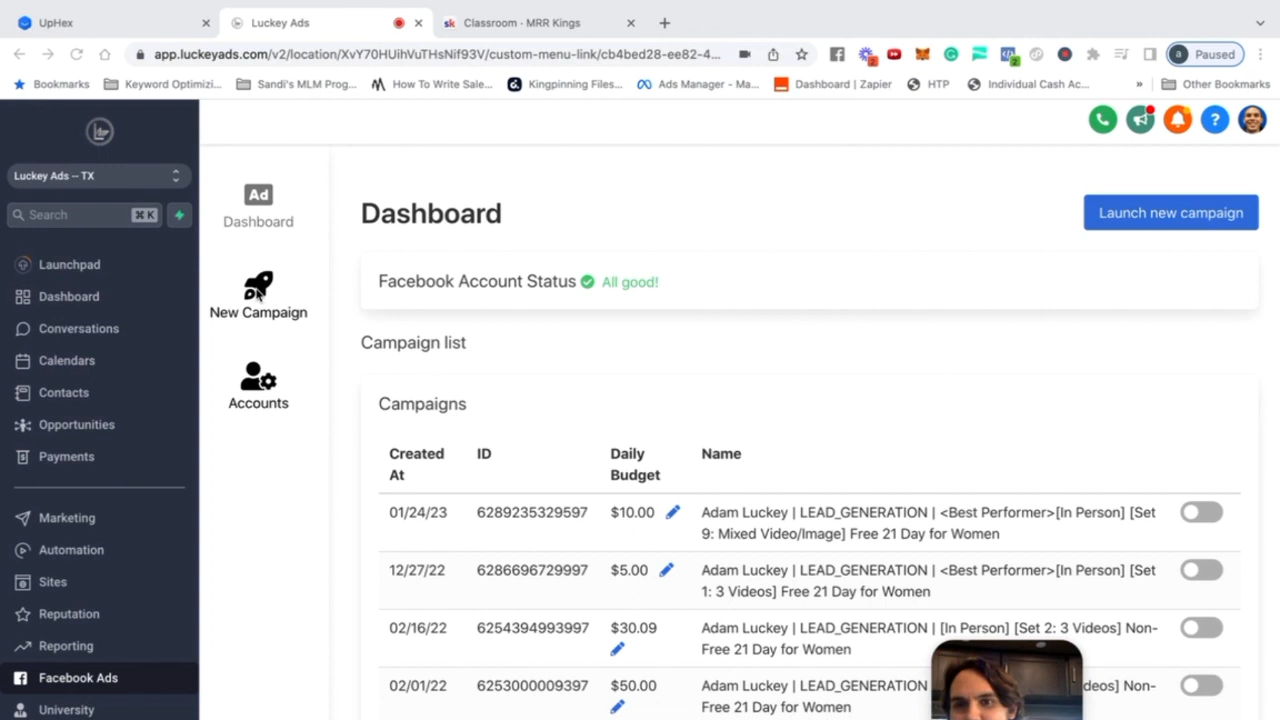 UpHex
Luckey Ads
sk
Classroom · MRR Kings
app.luckeyads.com/v2/location/XvY70HUihVuTHsNif93V/custom-menu-link/cb4bed28-ee82-4...
2
2
a
Paused
Bookmarks
Keyword Optimizi...
Sandi's MLM Prog...
How To Write Sale...
Kingpinning Files...
Ads Manager - Ma...
Dashboard | Zapier
HTP
Individual Cash Ac...
»
Other Bookmarks
Luckey Ads -- TX
Search
⌘ K
Launchpad
Dashboard
Conversations
Calendars
Contacts
Opportunities
Payments
Marketing
Automation
Sites
Reputation
Reporting
Facebook Ads
University
Ad
Dashboard
New Campaign
Accounts
?
Dashboard
Launch new campaign
Facebook Account Status
All good!
Campaign list
Campaigns
Created At
ID
Daily Budget
Name
01/24/23 6289235329597 $10.00 Adam Luckey | LEAD_GENERATION | <Best Performer>[In Person] [Set
9: Mixed Video/Image] Free 21 Day for Women
12/27/22 6286696729997 $5.00 Adam Luckey | LEAD_GENERATION | <Best Performer>[In Person] [Set
1: 3 Videos] Free 21 Day for Women
02/16/22 6254394993997 $30.09 Adam Luckey | LEAD_GENERATION | [In Person] [Set 2: 3 Videos] Non-
Free 21 Day for Women
02/01/22 6253000009397 $50.00 Adam Luckey | LEAD_GENERATION deos] Non-
Free 21 Day for Women